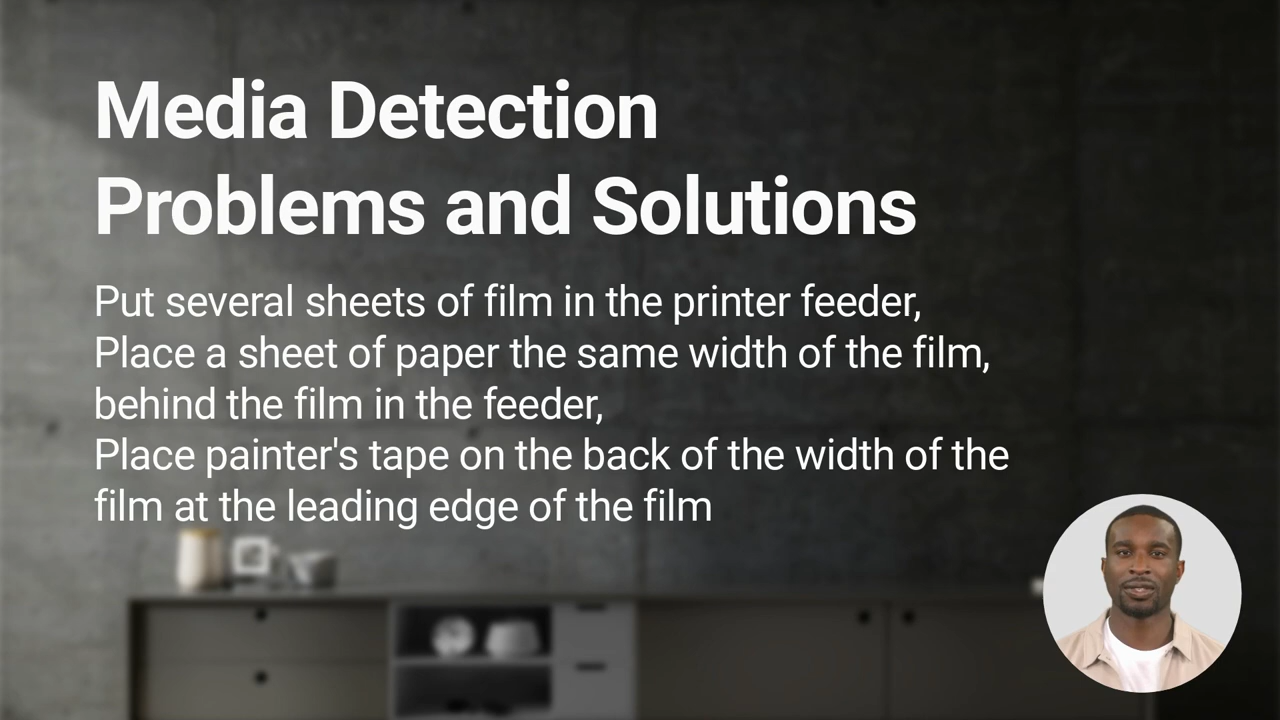 Media Detection
Problems and Solutions
Put several sheets of film in the printer feeder,
Place a sheet of paper the same width of the film,
behind the film in the feeder,
Place painter's tape on the back of the width of the
film at the leading edge of the film